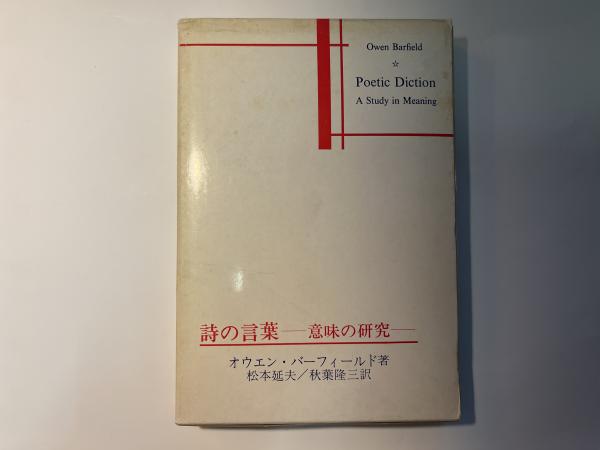 Owen Barfield
☆
Poetic Diction
A Study in Meaning
詩の言葉──意味の研究──
オウエン・バーフィールド著
松本延夫／秋葉隆三訳